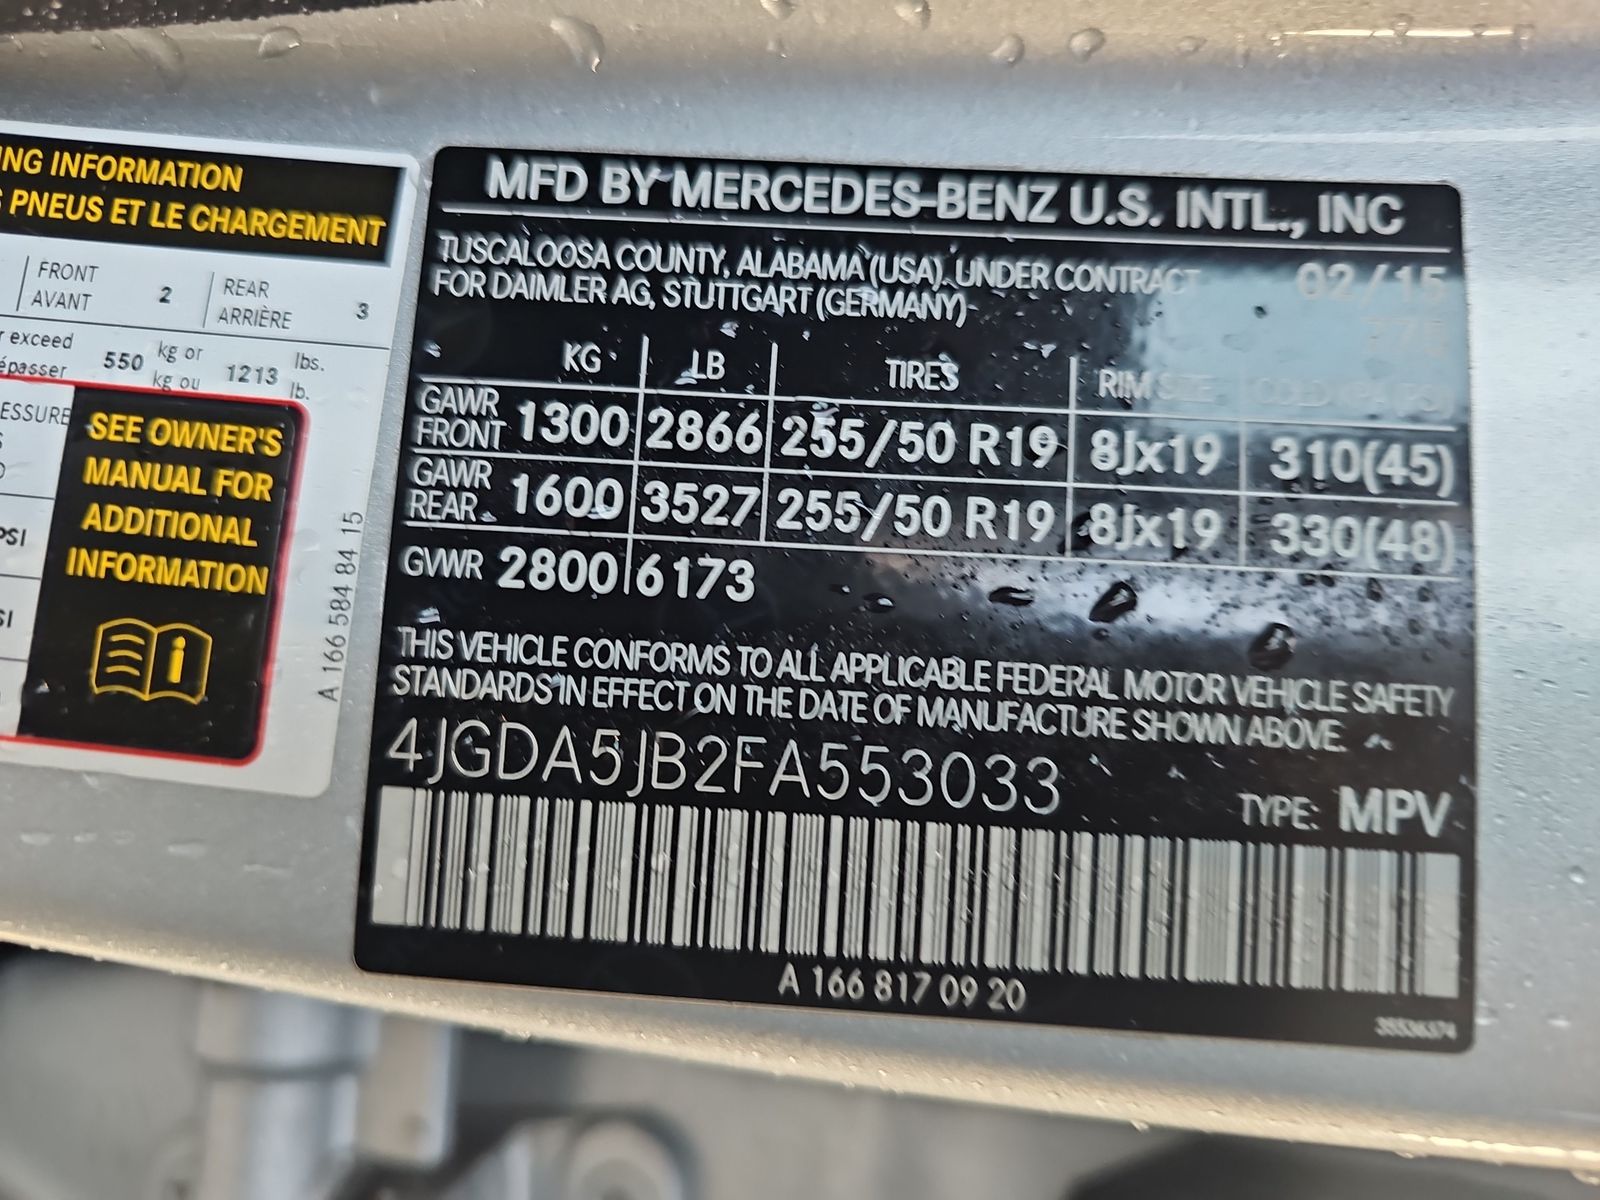 ING INFORMATION
S PNEUS ET LE CHARGEMENT
FRONT
AVANT
2
REAR
ARRIÈRE
3
r exceed
épasser
550
kg or
kg ou
1213
lbs.
lb.
ESSURE
SEE OWNER'S
MANUAL FOR
ADDITIONAL
INFORMATION
PSI
SI
A 166 584 84 15
MFD BY MERCEDES-BENZ U.S. INTL., INC
TUSCALOOSA COUNTY, ALABAMA (USA). UNDER CONTRACT 02/15
FOR DAIMLER AG, STUTTGART (GERMANY)
KG LB TIRES RIM SIZE COLD
GAWR FRONT 1300 2866 255/50 R19 8Jx19 310(45)
GAWR REAR 1600 3527 255/50 R19 8Jx19 330(48)
GVWR 2800 6173
THIS VEHICLE CONFORMS TO ALL APPLICABLE FEDERAL MOTOR VEHICLE SAFETY
STANDARDS IN EFFECT ON THE DATE OF MANUFACTURE SHOWN ABOVE.
4JGDA5JB2FA553033
TYPE: MPV
A 166 817 09 20
35536374